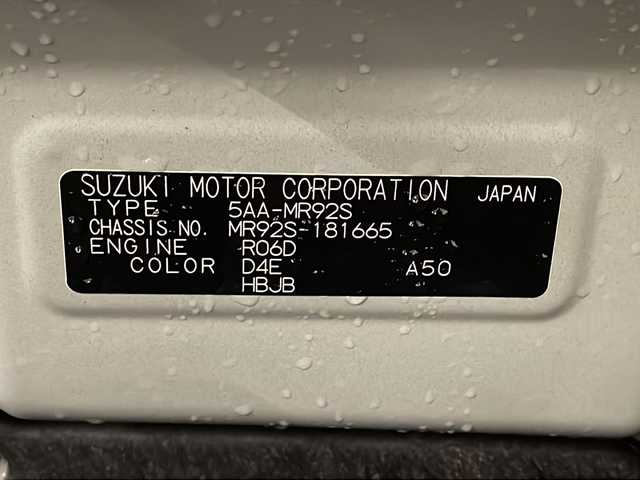 SUZUKI MOTOR CORPORATION JAPAN
TYPE 5AA-MR92S
CHASSIS NO. MR92S-181665
ENGINE R06D
COLOR D4E A50
HBJB